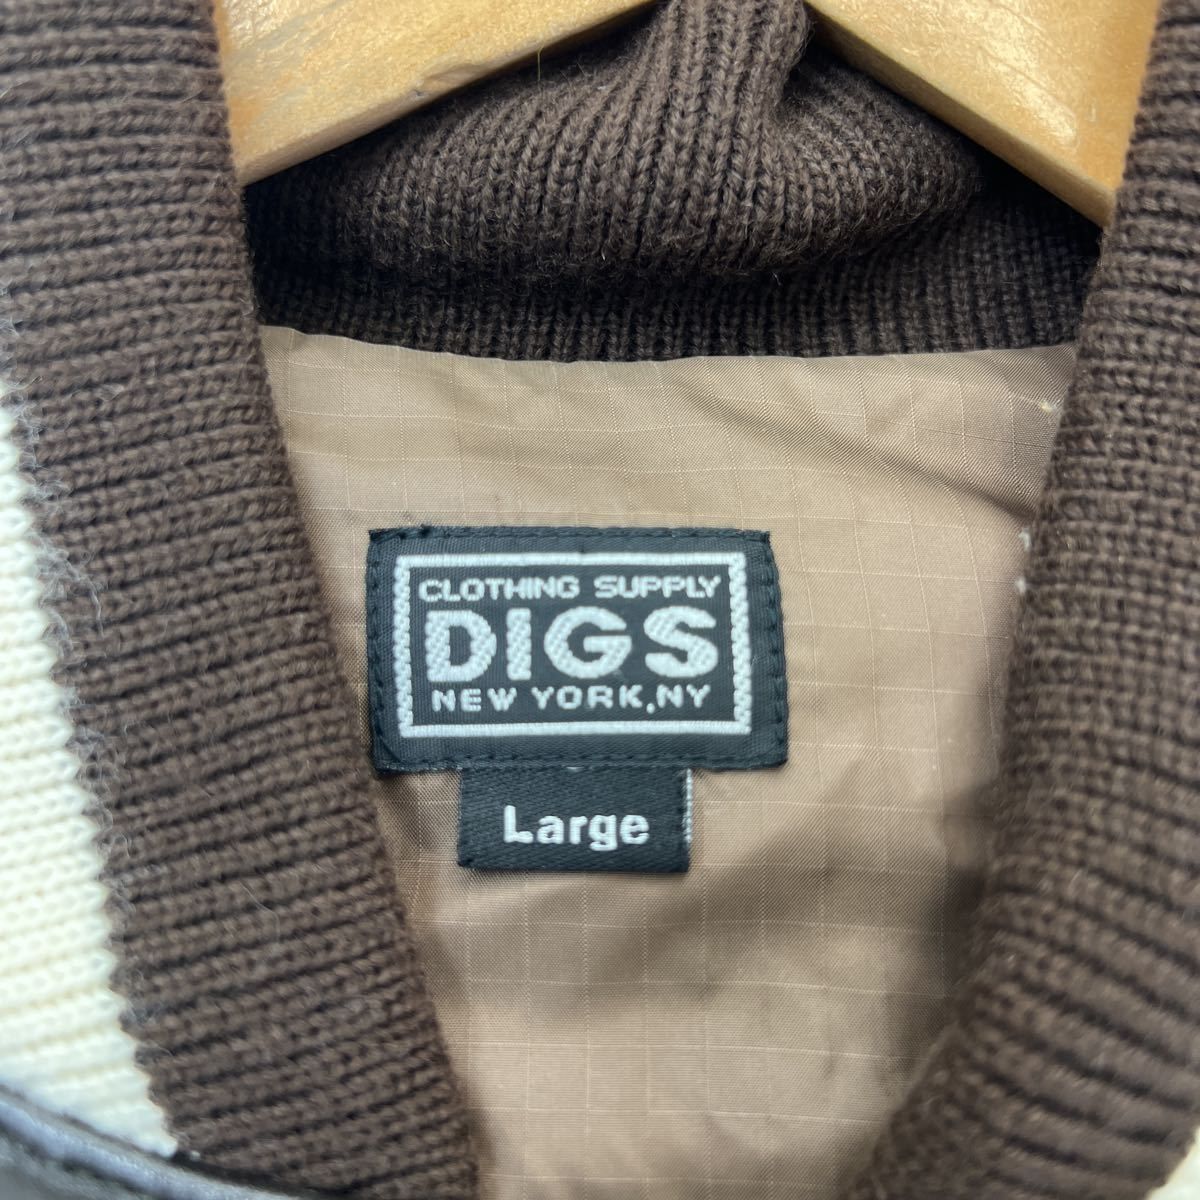 CLOTHING SUPPLY
DIGS
NEW YORK,NY
Large